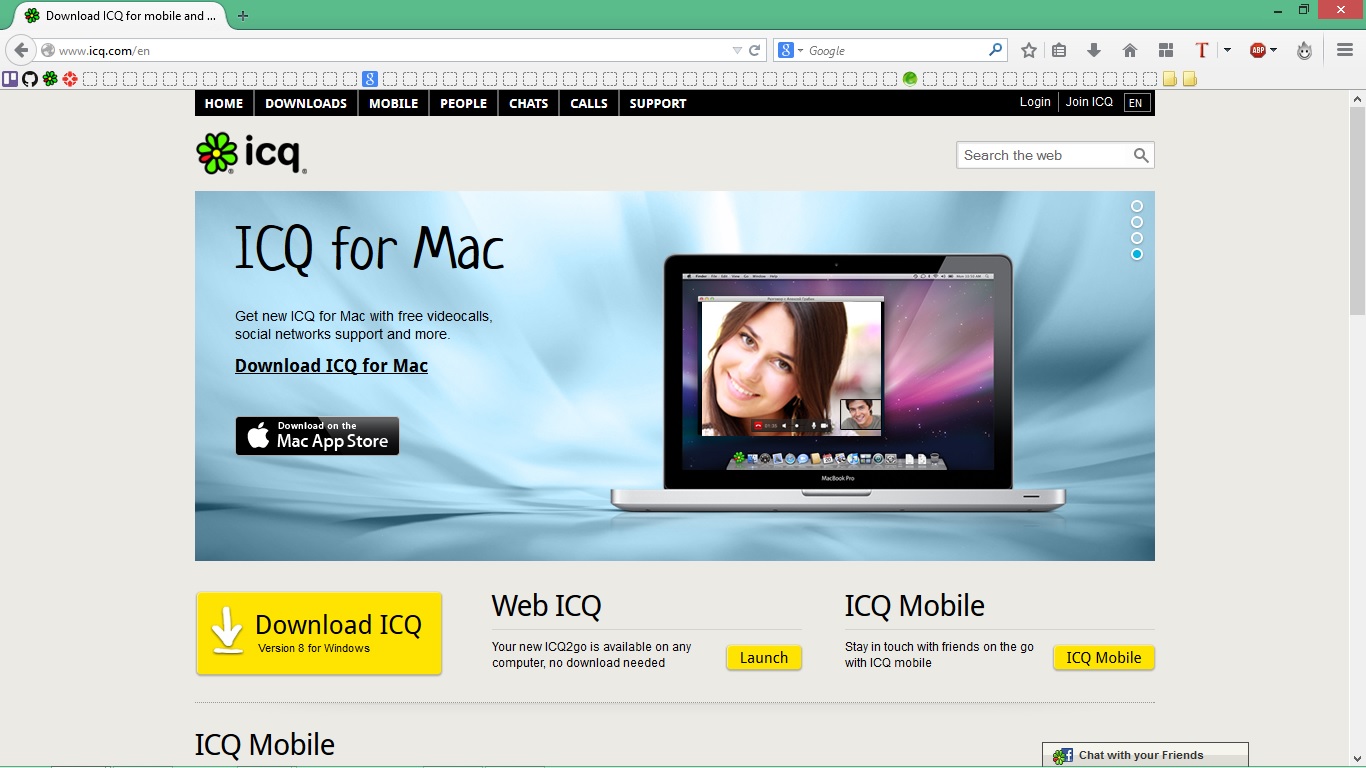 Download ICQ for mobile and ...
www.icq.com/en
Google
ABP
HOME DOWNLOADS MOBILE PEOPLE CHATS CALLS SUPPORT
Login Join ICQ EN
icq
Search the web
ICQ for Mac
Get new ICQ for Mac with free videocalls,
social networks support and more.
Download ICQ for Mac
Download on the
Mac App Store
MacBook Pro
Download ICQ
Version 8 for Windows
Web ICQ
Your new ICQ2go is available on any
computer, no download needed
Launch
ICQ Mobile
Stay in touch with friends on the go
with ICQ mobile
ICQ Mobile
ICQ Mobile
Chat with your Friends